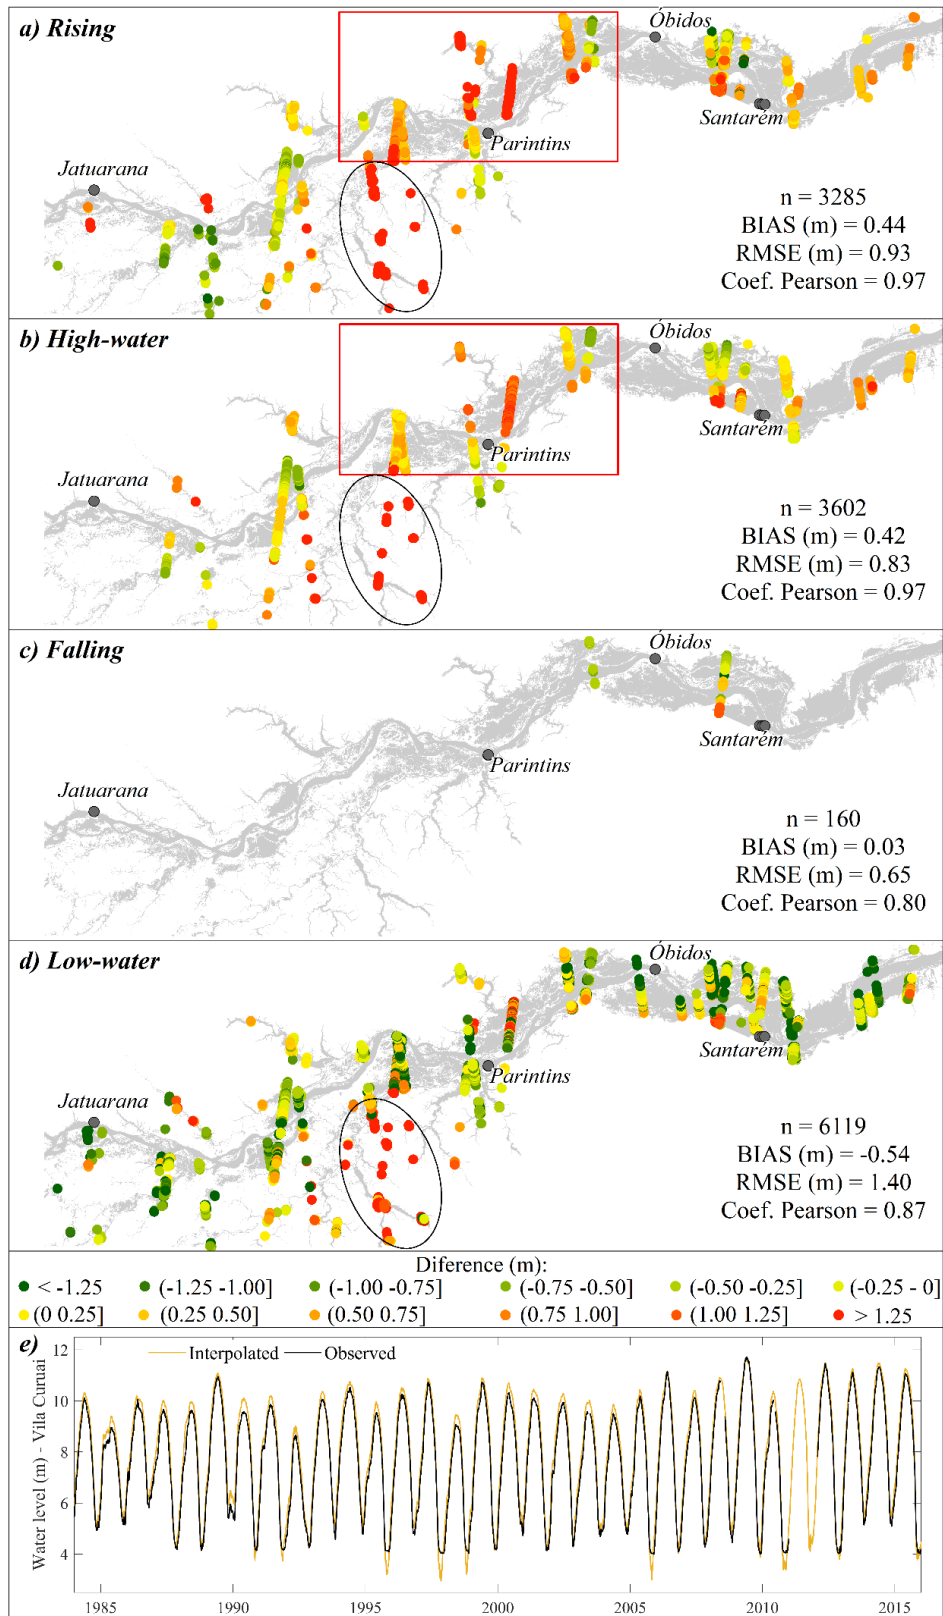 a) Rising
Óbidos
Santarém
Parintins
Jatuarana
n = 3285
BIAS (m) = 0.44
RMSE (m) = 0.93
Coef. Pearson = 0.97
b) High-water
Óbidos
Santarém
Parintins
Jatuarana
n = 3602
BIAS (m) = 0.42
RMSE (m) = 0.83
Coef. Pearson = 0.97
c) Falling
Óbidos
Santarém
Parintins
Jatuarana
n = 160
BIAS (m) = 0.03
RMSE (m) = 0.65
Coef. Pearson = 0.80
d) Low-water
Óbidos
Santarém
Parintins
Jatuarana
n = 6119
BIAS (m) = -0.54
RMSE (m) = 1.40
Coef. Pearson = 0.87
Diference (m):
< -1.25 (-1.25 -1.00] (-1.00 -0.75] (-0.75 -0.50] (-0.50 -0.25] (-0.25 - 0]
(0 0.25] (0.25 0.50] (0.50 0.75] (0.75 1.00] (1.00 1.25] > 1.25
e)
Interpolated Observed
Water level (m) - Vila Curuai
12
10
8
6
4
1985 1990 1995 2000 2005 2010 2015